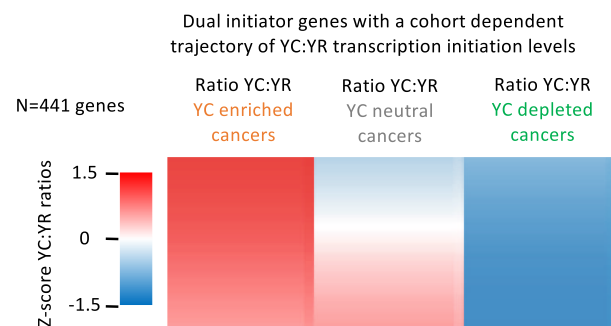 Dual initiator genes with a cohort dependent
trajectory of YC:YR transcription initiation levels
N=441 genes
Ratio YC:YR
YC enriched
cancers
Ratio YC:YR
YC neutral
cancers
Ratio YC:YR
YC depleted
cancers
Z-score YC:YR ratios
1.5
0
-1.5